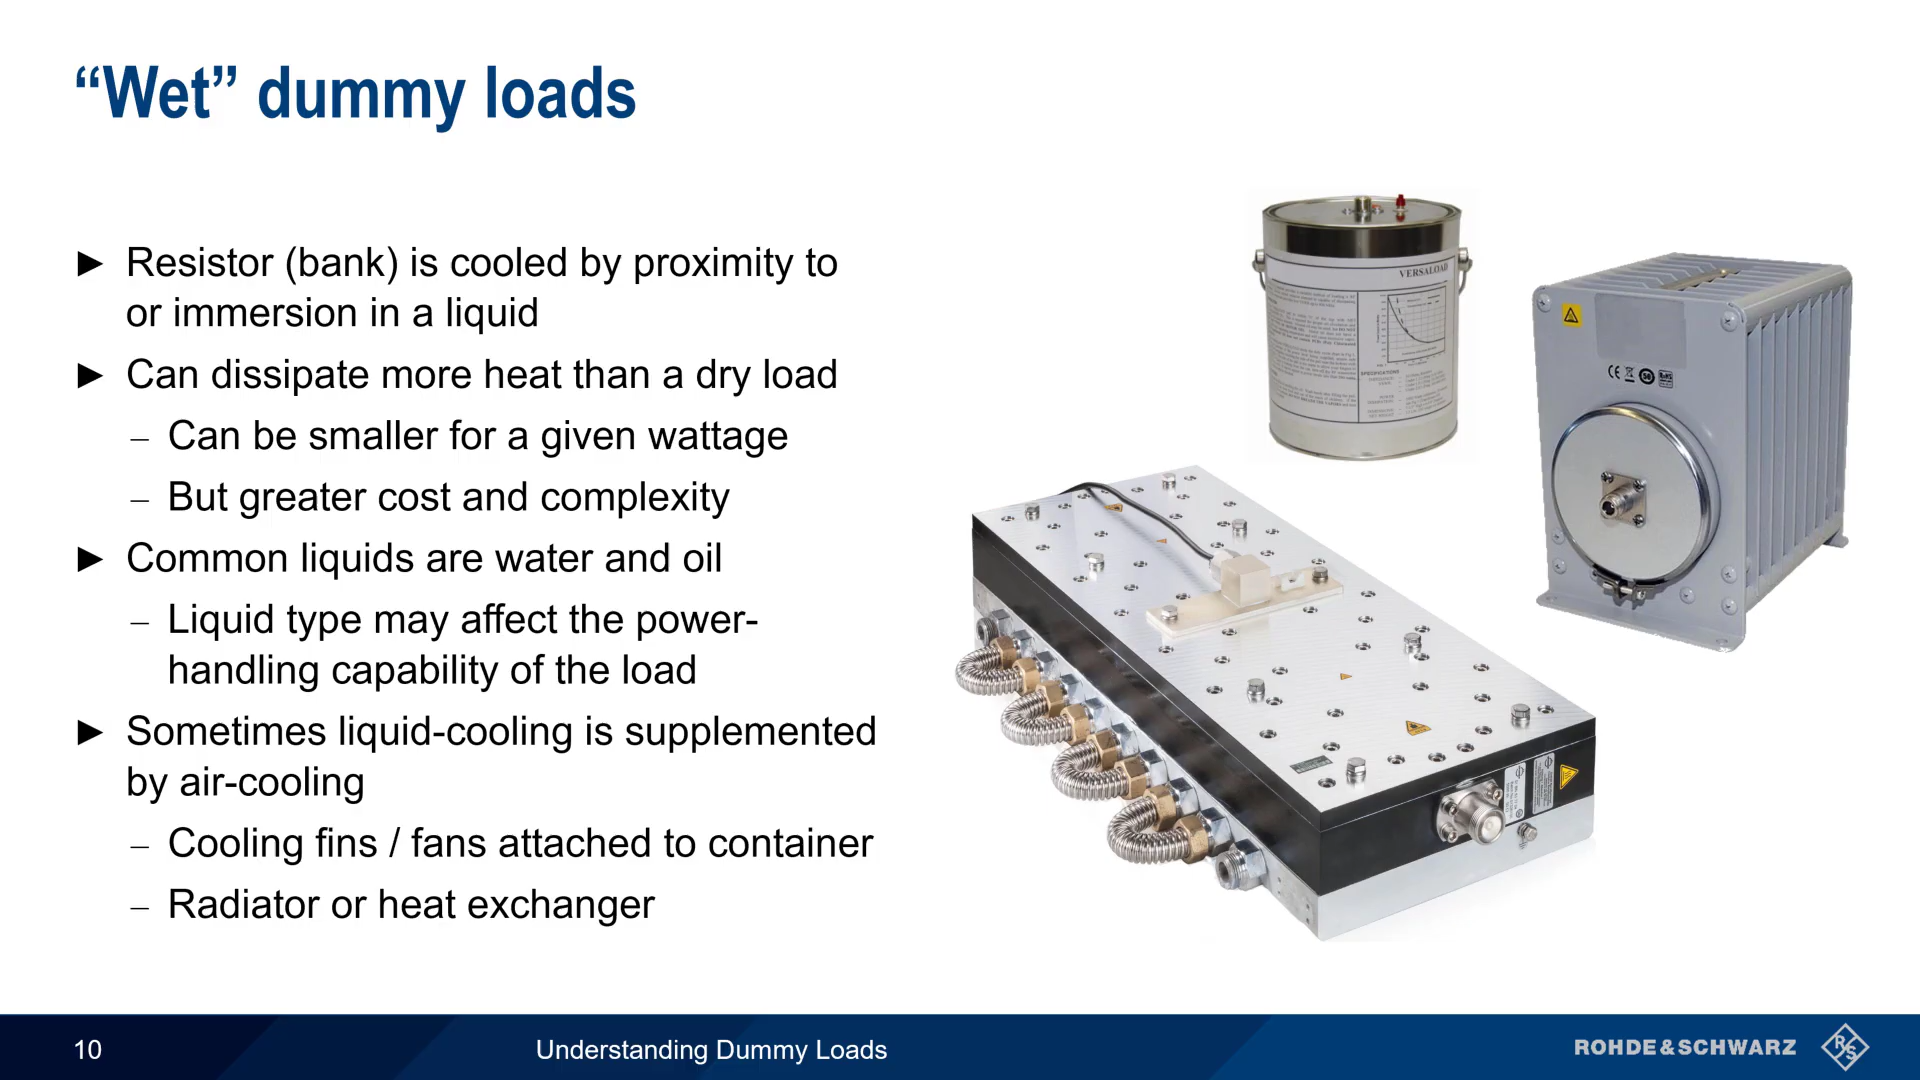 “Wet” dummy loads
► Resistor (bank) is cooled by proximity to
or immersion in a liquid
► Can dissipate more heat than a dry load
– Can be smaller for a given wattage
– But greater cost and complexity
► Common liquids are water and oil
– Liquid type may affect the power-
handling capability of the load
► Sometimes liquid-cooling is supplemented
by air-cooling
– Cooling fins / fans attached to container
– Radiator or heat exchanger
VERSALOAD
SPECIFICATIONS
CE
50
RoHS
10
Understanding Dummy Loads
ROHDE & SCHWARZ
R
S